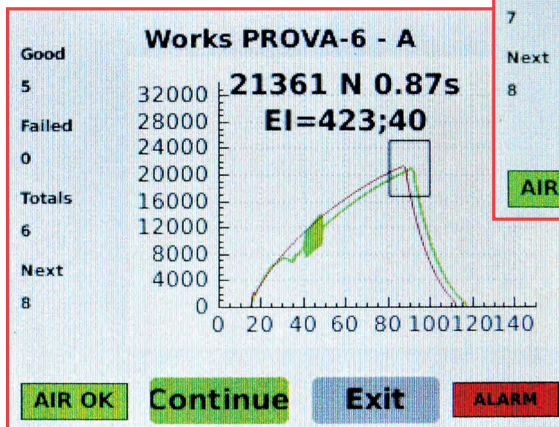 Works PROVA-6 - A
Good
5
Failed
0
Totals
6
Next
8
21361 N 0.87s
EI=423;40
32000
28000
24000
20000
16000
12000
8000
4000
0
0 20 40 60 80 100 120 140
AIR OK
Continue
Exit
ALARM
7
Next
8
AIR